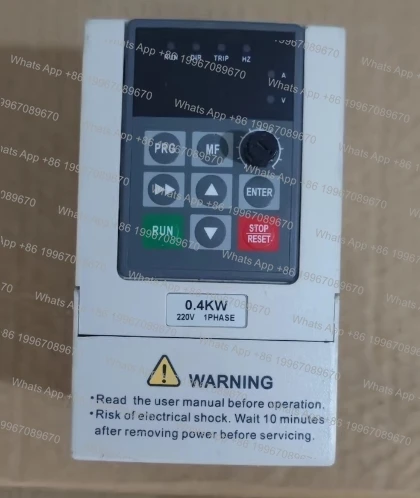 RUN DIR TRIP HZ
A
V
PRG MF
ENTER
RUN
STOP
RESET
0.4KW
220V 1PHASE
WARNING
•Read the user manual before operation.
•Risk of electrical shock. Wait 10 minutes
after removing power before servicing.
Whats App +86 19967089670